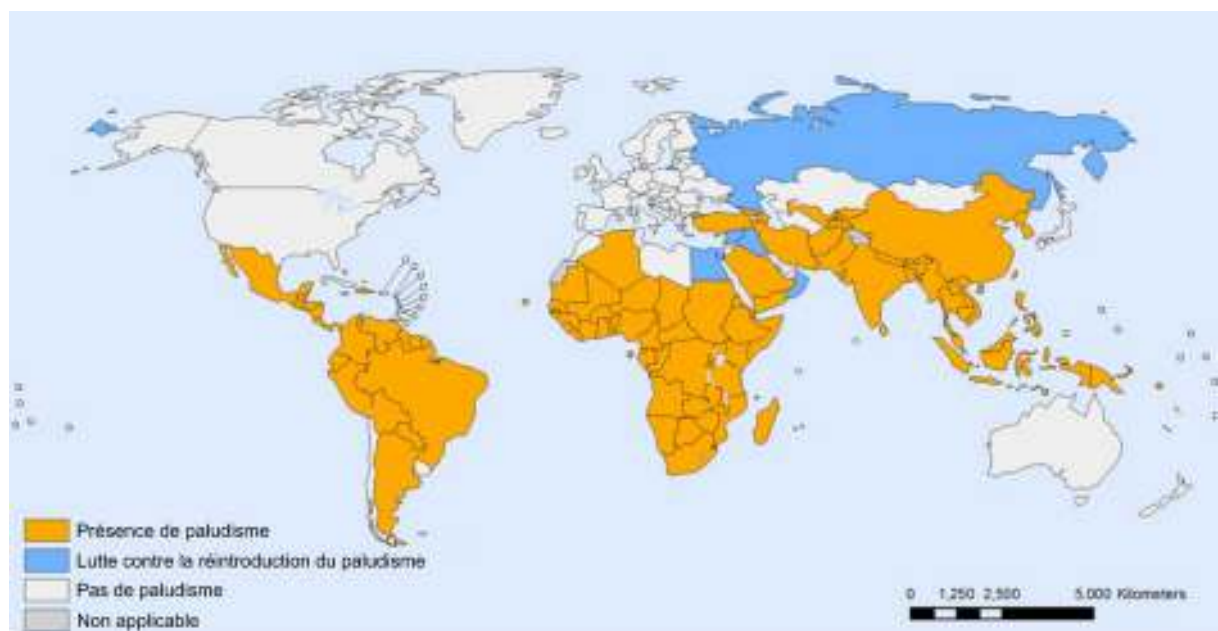 Présence de paludisme
Lutte contre la réintroduction du paludisme
Pas de paludisme
Non applicable
0 1,250 2,500 5,000 Kilometers